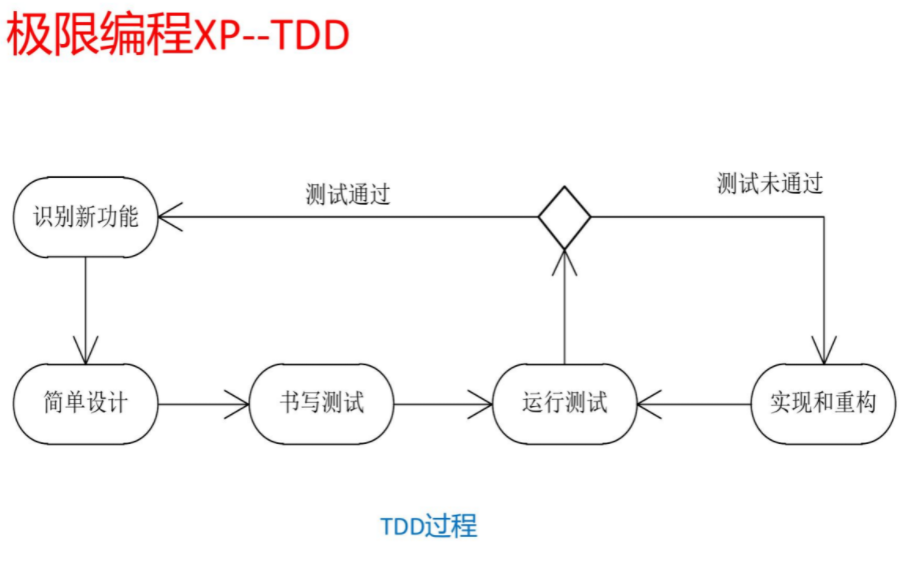 极限编程XP--TDD
测试通过
测试未通过
识别新功能
简单设计
书写测试
运行测试
实现和重构
TDD过程